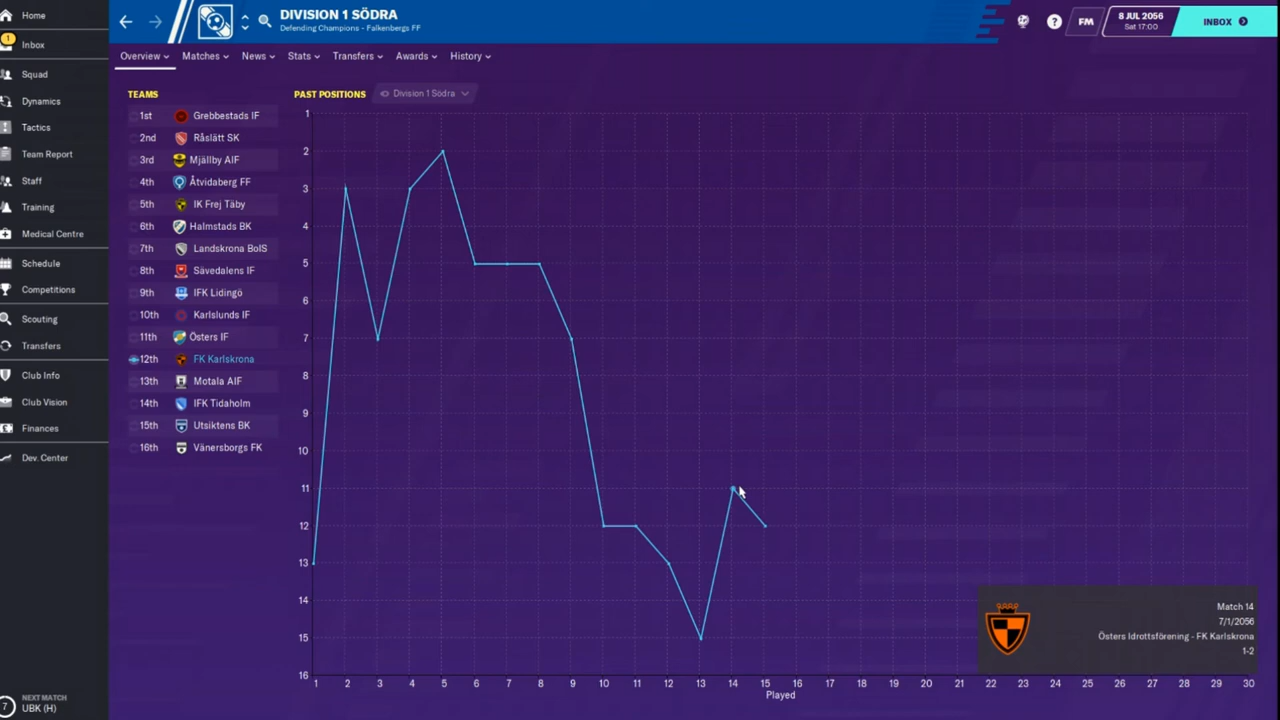 Home
DIVISION 1 SÖDRA
Defending Champions - Falkenbergs FF
FM
8 JUL 2056
Sat 17:00
INBOX
1
Inbox
Squad
Dynamics
Tactics
Team Report
Staff
Training
Medical Centre
Schedule
Competitions
Scouting
Transfers
Club Info
Club Vision
Finances
Dev. Center
NEXT MATCH
7 UBK (H)
Overview Matches News Stats Transfers Awards History
TEAMS
1st Grebbestads IF
2nd Råslätt SK
3rd Mjällby AIF
4th Åtvidaberg FF
5th IK Frej Täby
6th Halmstads BK
7th Landskrona BoIS
8th Sävedalens IF
9th IFK Lidingö
10th Karlslunds IF
11th Östers IF
12th FK Karlskrona
13th Motala AIF
14th IFK Tidaholm
15th Utsiktens BK
16th Vänersborgs FK
PAST POSITIONS Division 1 Södra
1
2
3
4
5
6
7
8
9
10
11
12
13
14
15
16
1 2 3 4 5 6 7 8 9 10 11 12 13 14 15 16 17 18 19 20 21 22 23 24 25 26 27 28 29 30
Played
Match 14
7/1/2056
Östers Idrottsförening - FK Karlskrona
1-2